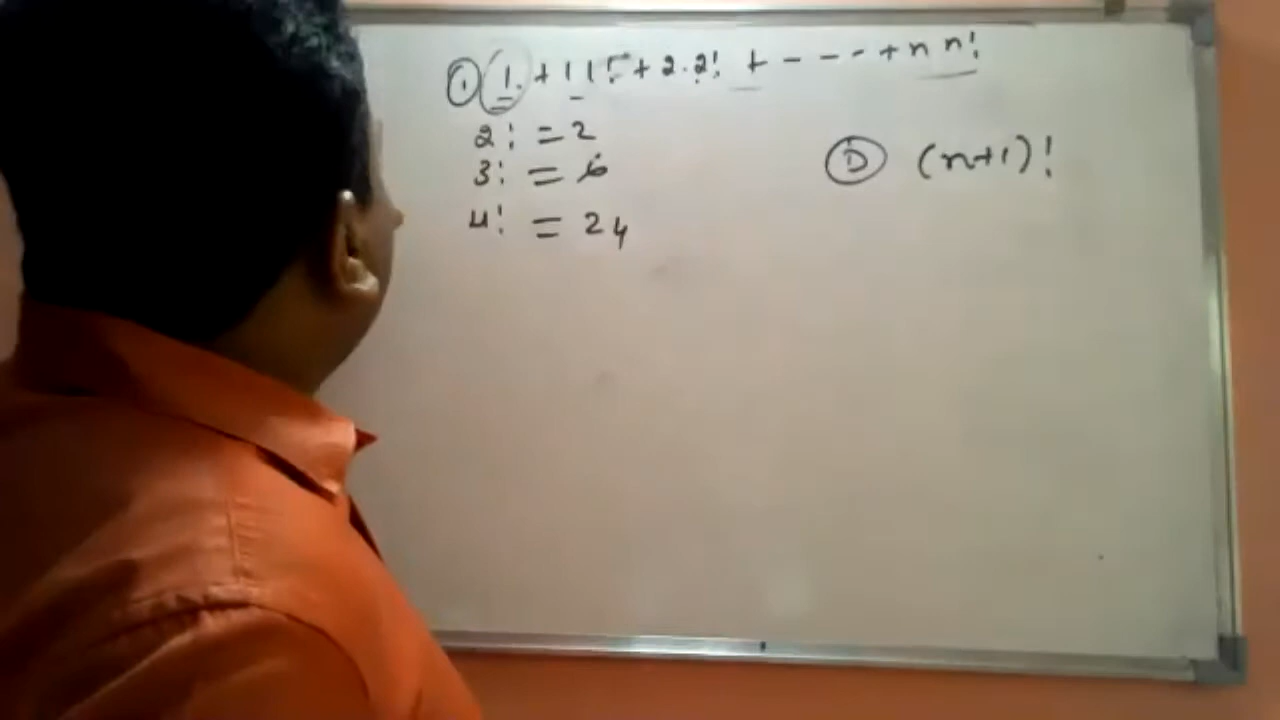 ① 1. + 1 1! + 2.2! + - - - - + n n!
2! = 2
3! = 6
4! = 24
Ⓓ (n+1)!